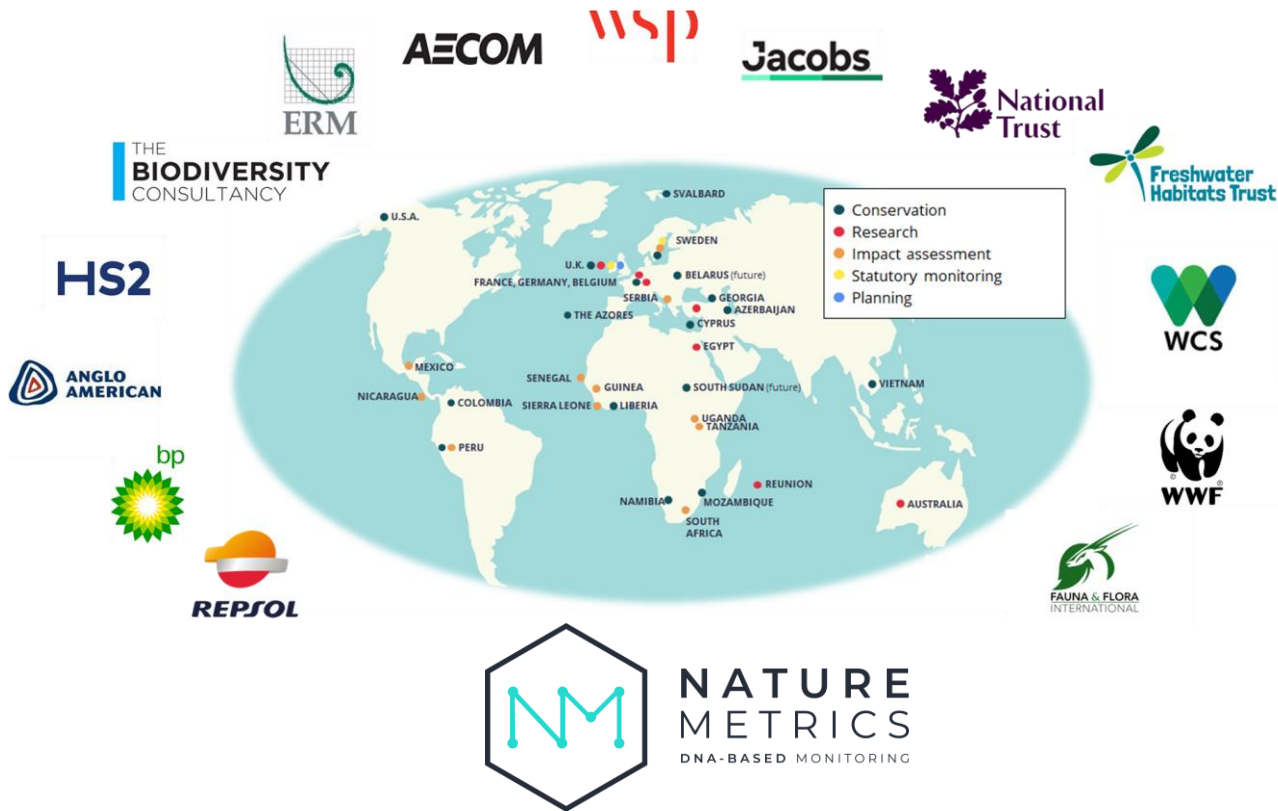 wsp
AECOM
Jacobs
ERM
National
Trust
THE
BIODIVERSITY
CONSULTANCY
Freshwater
Habitats Trust
HS2
WCS
ANGLO
AMERICAN
WWF
bp
REPSOL
FAUNA & FLORA
INTERNATIONAL
Conservation
Research
Impact assessment
Statutory monitoring
Planning
SVALBARD
U.S.A.
SWEDEN
U.K.
BELARUS (future)
FRANCE, GERMANY, BELGIUM
SERBIA
GEORGIA
AZERBAIJAN
THE AZORES
CYPRUS
EGYPT
MEXICO
SENEGAL
GUINEA
SOUTH SUDAN (future)
VIETNAM
NICARAGUA
COLOMBIA
SIERRA LEONE
LIBERIA
UGANDA
TANZANIA
PERU
REUNION
NAMIBIA
MOZAMBIQUE
AUSTRALIA
SOUTH
AFRICA
NM
NATURE
METRICS
DNA-BASED MONITORING